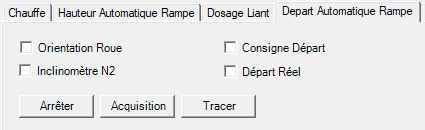 Chauffe Hauteur Automatique Rampe Dosage Liant Depart Automatique Rampe
Orientation Roue Consigne Départ
Inclinomètre N2 Départ Réel
Arrêter Acquisition Tracer